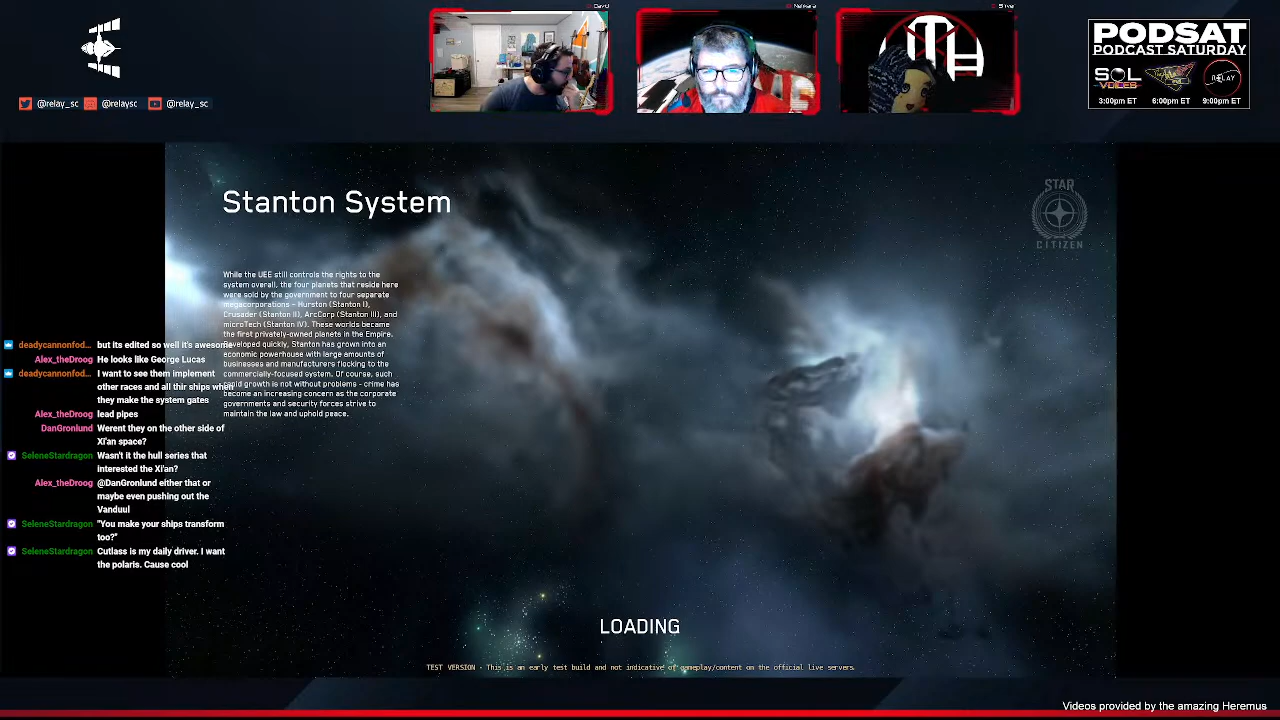 @relay_sc
@relaysc
@relay_sc
PODSAT
PODCAST SATURDAY
SOL
VOICES
RELAY
3:00pm ET
6:00pm ET
9:00pm ET
Stanton System
STAR
CITIZEN
While the UEE still controls the rights to the
system overall, the four planets that reside here
were sold by the government to four separate
megacorporations - Hurston (Stanton I),
Crusader (Stanton II), ArcCorp (Stanton III), and
microTech (Stanton IV). These worlds became
the first privately-owned planets in the Empire.
Developed quickly, Stanton has grown into an
economic powerhouse with large amounts of
businesses and manufacturers flocking to the
commercially-focused system. Of course, such
rapid growth is not without problems - crime has
become an increasing concern as the corporate
governments and security forces strive to
maintain the law and uphold peace.
deadycannonfod... but its edited so well it's awesome
Alex_theDroog He looks like George Lucas
deadycannonfod... I want to see them implement
other races and all thir ships when
they make the system gates
Alex_theDroog lead pipes
DanGronlund Werent they on the other side of
Xi'an space?
SeleneStardragon Wasn't it the hull series that
interested the Xi'an?
Alex_theDroog @DanGronlund either that or
maybe even pushing out the
Vanduul
SeleneStardragon "You make your ships transform
too?"
SeleneStardragon Cutlass is my daily driver. I want
the polaris. Cause cool
LOADING
TEST VERSION - This is an early test build and not indicative of gameplay/content on the official live servers.
Videos provided by the amazing Heremus